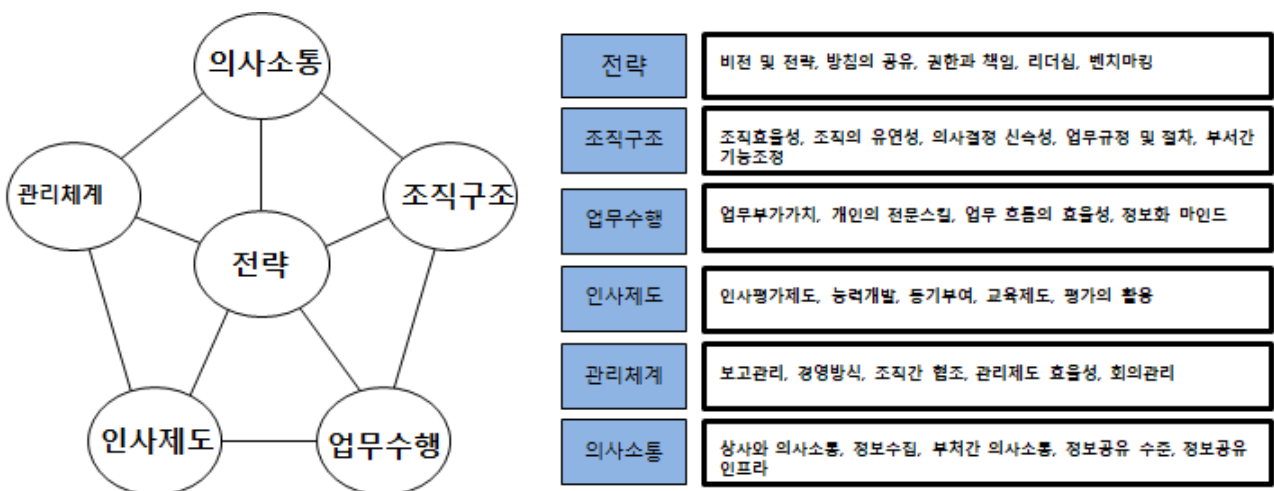 의사소통
관리체계
조직구조
전략
인사제도
업무수행
전략
비전 및 전략, 방침의 공유, 권한과 책임, 리더십, 벤치마킹
조직구조
조직효율성, 조직의 유연성, 의사결정 신속성, 업무규정 및 절차, 부서간
기능조정
업무수행
업무부가가치, 개인의 전문스킬, 업무 흐름의 효율성, 정보화 마인드
인사제도
인사평가제도, 능력개발, 동기부여, 교육제도, 평가의 활용
관리체계
보고관리, 경영방식, 조직간 협조, 관리제도 효율성, 회의관리
의사소통
상사와 의사소통, 정보수집, 부처간 의사소통, 정보공유 수준, 정보공유
인프라